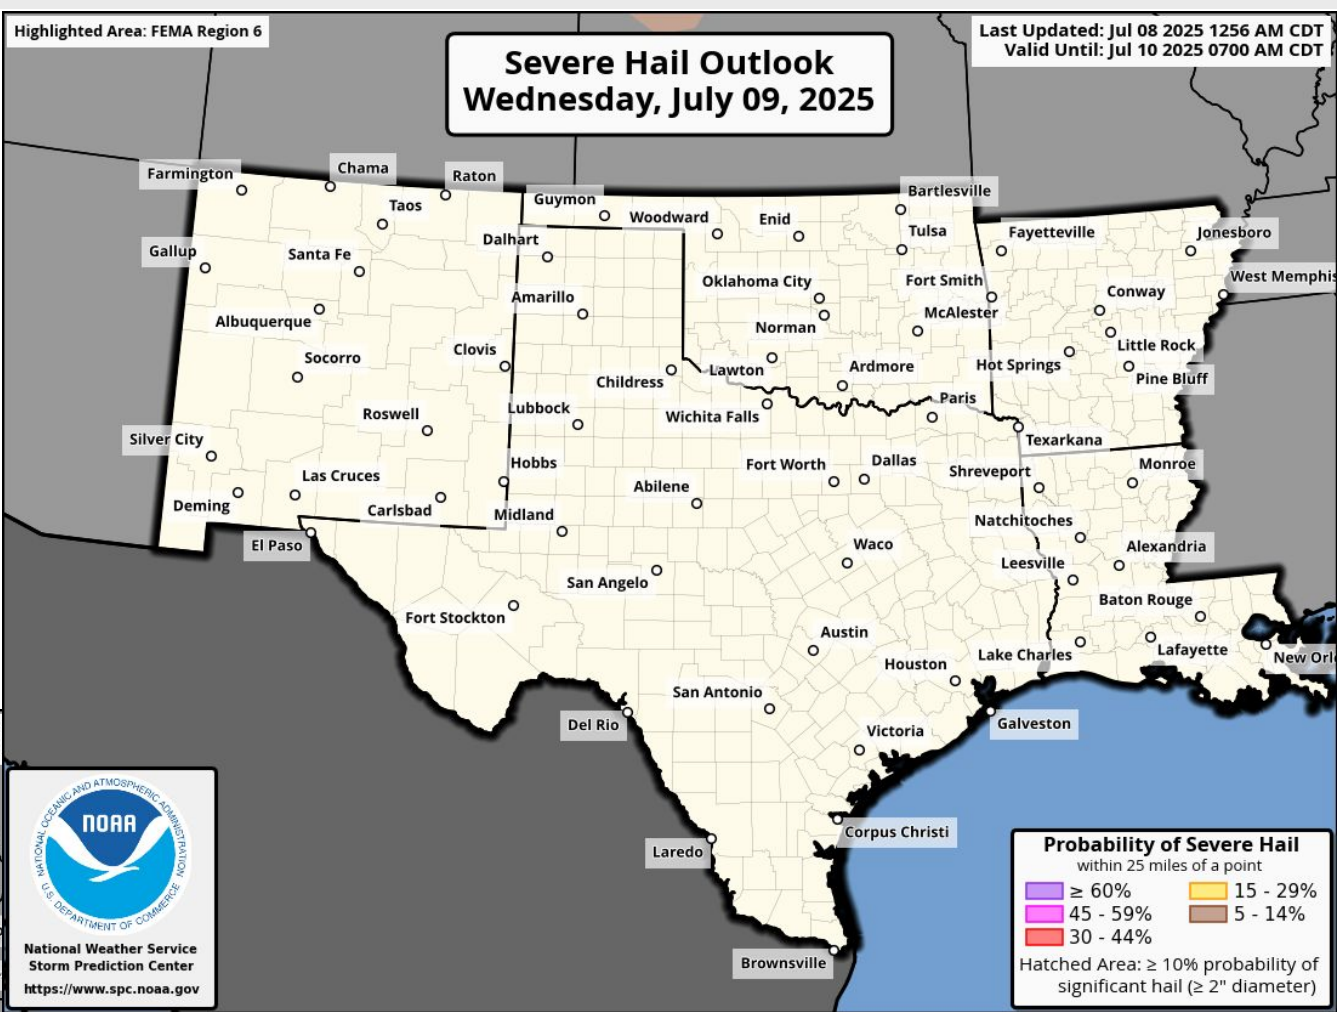 Highlighted Area: FEMA Region 6
Severe Hail Outlook
Wednesday, July 09, 2025
Last Updated: Jul 08 2025 1256 AM CDT
Valid Until: Jul 10 2025 0700 AM CDT
Farmington
Chama
Raton
Taos
Guymon
Woodward
Enid
Bartlesville
Tulsa
Fayetteville
Jonesboro
Gallup
Santa Fe
Dalhart
Oklahoma City
Fort Smith
West Memphis
Amarillo
Conway
Albuquerque
Norman
McAlester
Little Rock
Socorro
Clovis
Childress
Lawton
Ardmore
Hot Springs
Pine Bluff
Roswell
Lubbock
Wichita Falls
Paris
Texarkana
Silver City
Las Cruces
Hobbs
Fort Worth
Dallas
Shreveport
Monroe
Deming
Carlsbad
Midland
Abilene
Natchitoches
El Paso
Waco
Alexandria
San Angelo
Leesville
Fort Stockton
Baton Rouge
Austin
Houston
Lake Charles
Lafayette
New Orl
San Antonio
Del Rio
Victoria
Galveston
Laredo
Corpus Christi
Brownsville
NATIONAL OCEANIC AND ATMOSPHERIC ADMINISTRATION
NOAA
U.S. DEPARTMENT OF COMMERCE
National Weather Service
Storm Prediction Center
https://www.spc.noaa.gov
Probability of Severe Hail
within 25 miles of a point
≥ 60%
15 - 29%
45 - 59%
5 - 14%
30 - 44%
Hatched Area: ≥ 10% probability of
significant hail (≥ 2" diameter)